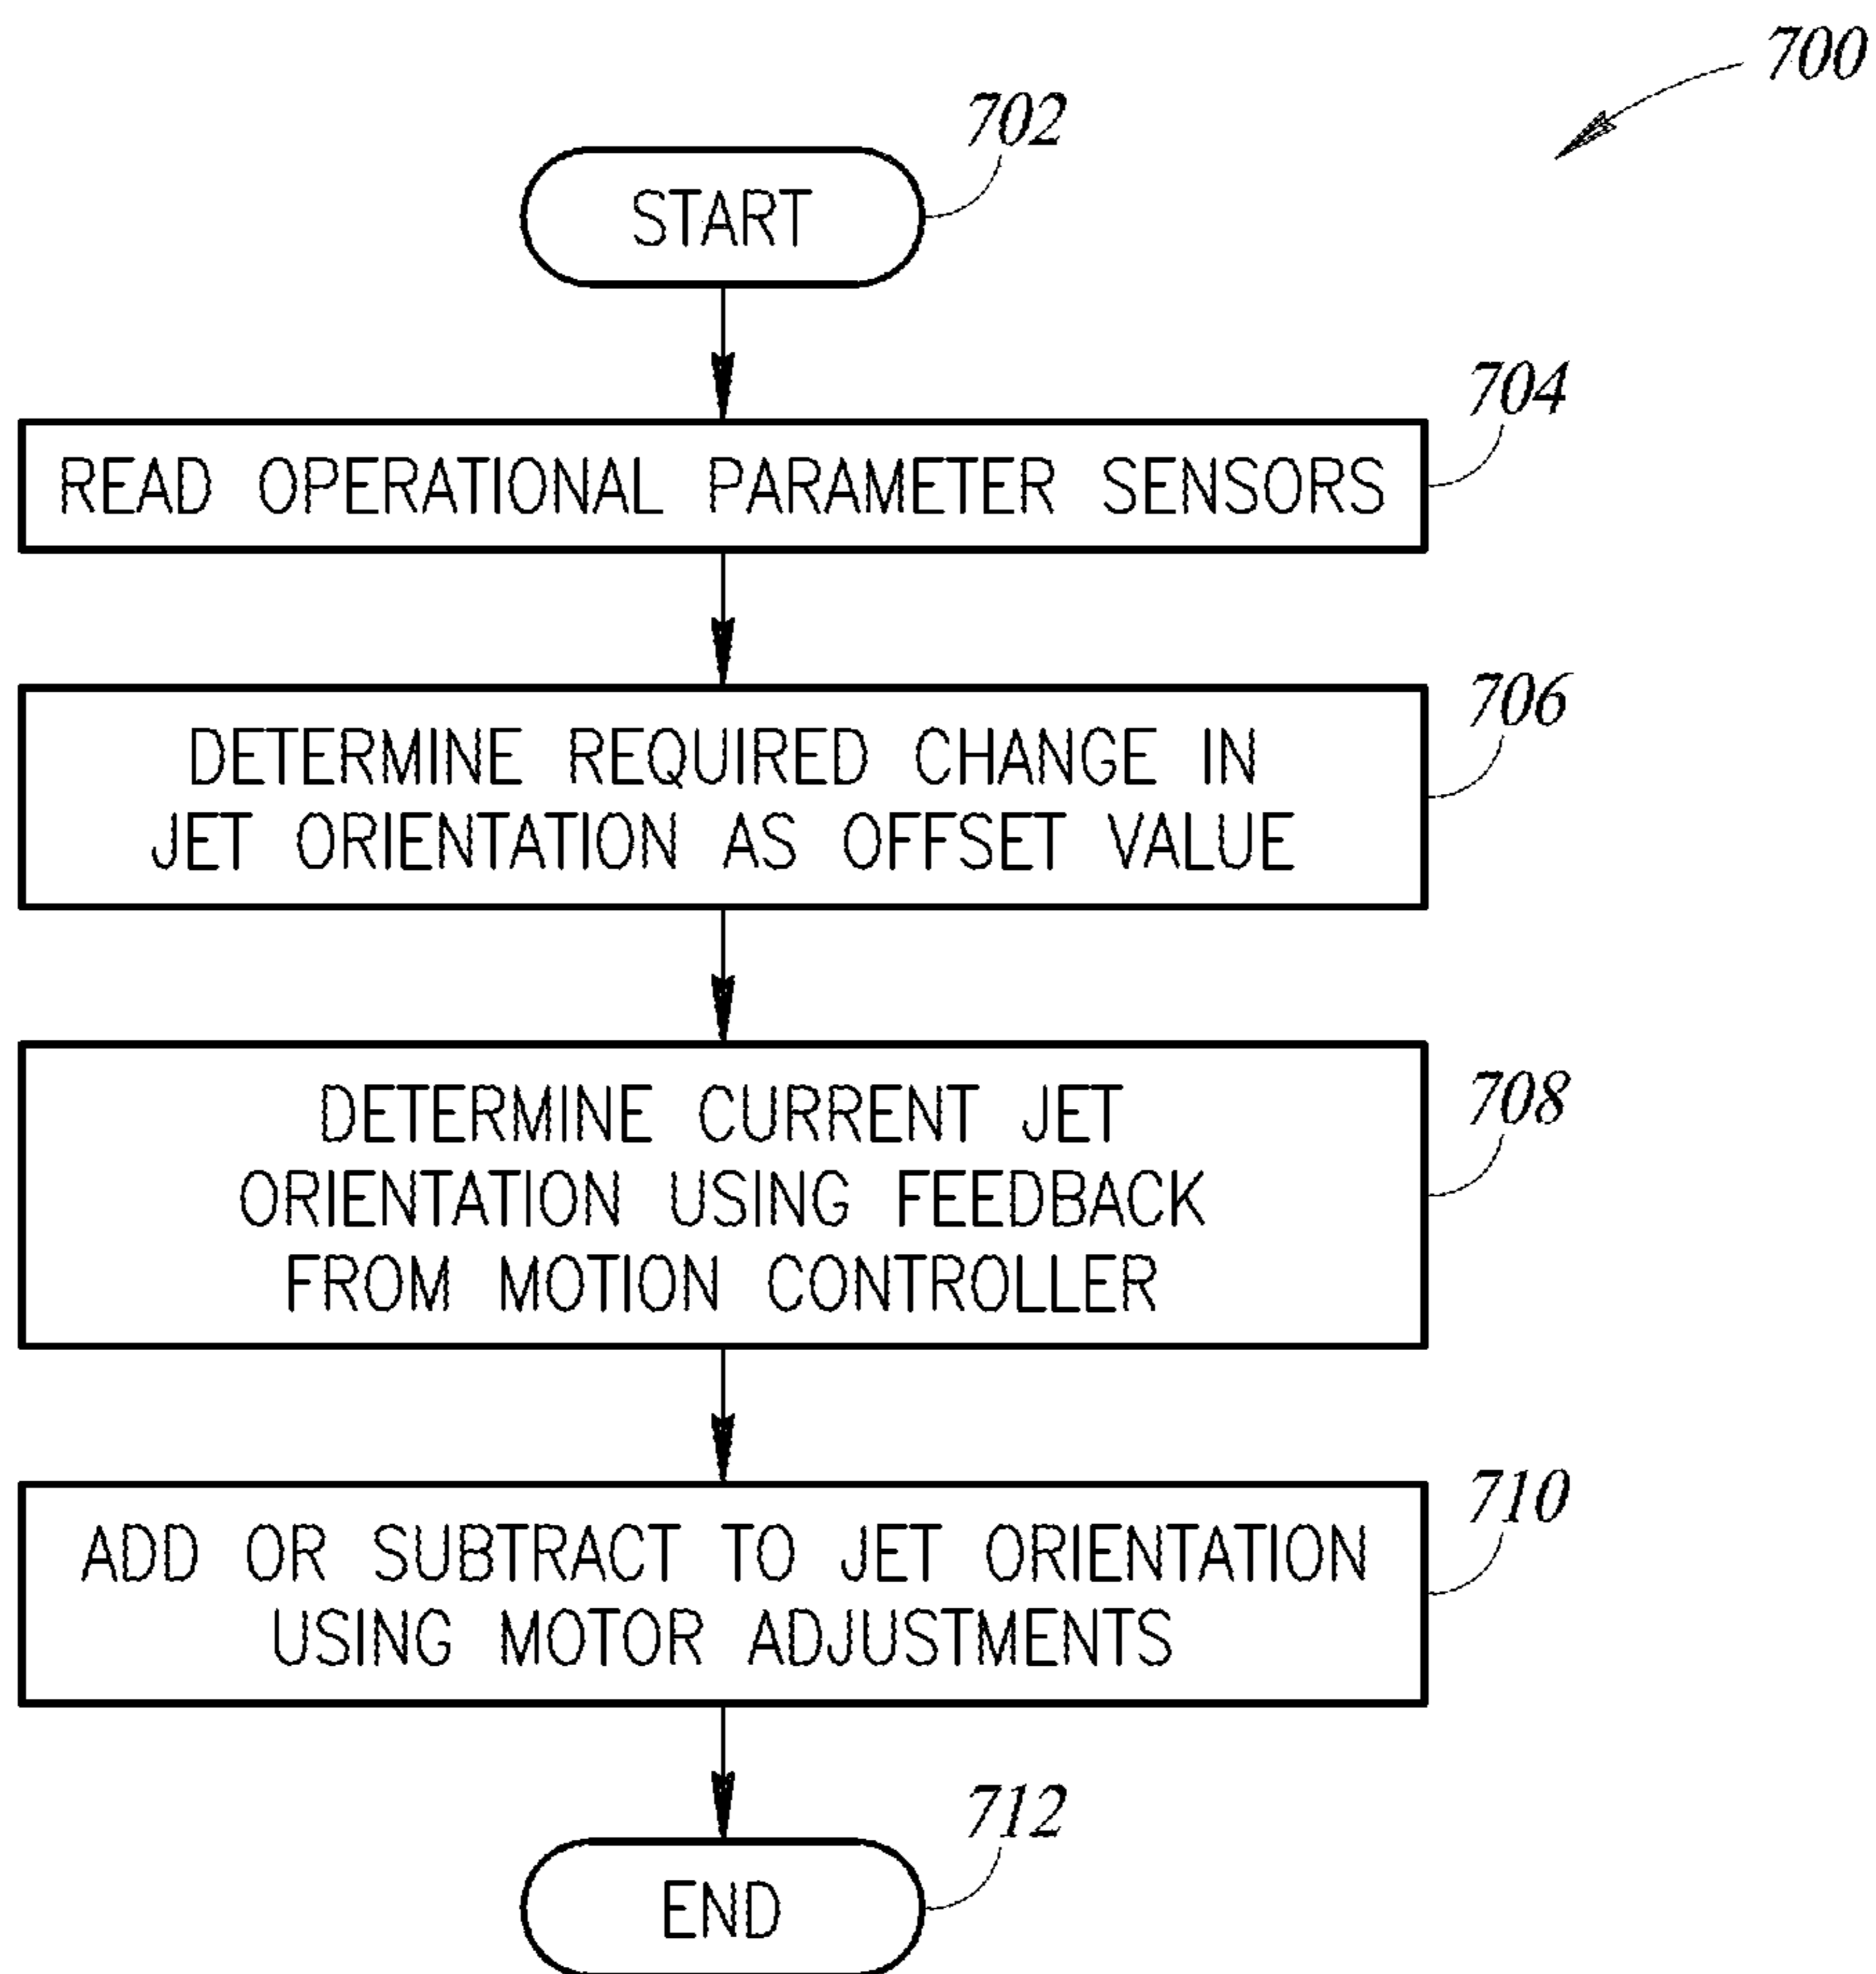 700
702
START
704
READ OPERATIONAL PARAMETER SENSORS
706
DETERMINE REQUIRED CHANGE IN
JET ORIENTATION AS OFFSET VALUE
708
DETERMINE CURRENT JET
ORIENTATION USING FEEDBACK
FROM MOTION CONTROLLER
710
ADD OR SUBTRACT TO JET ORIENTATION
USING MOTOR ADJUSTMENTS
712
END